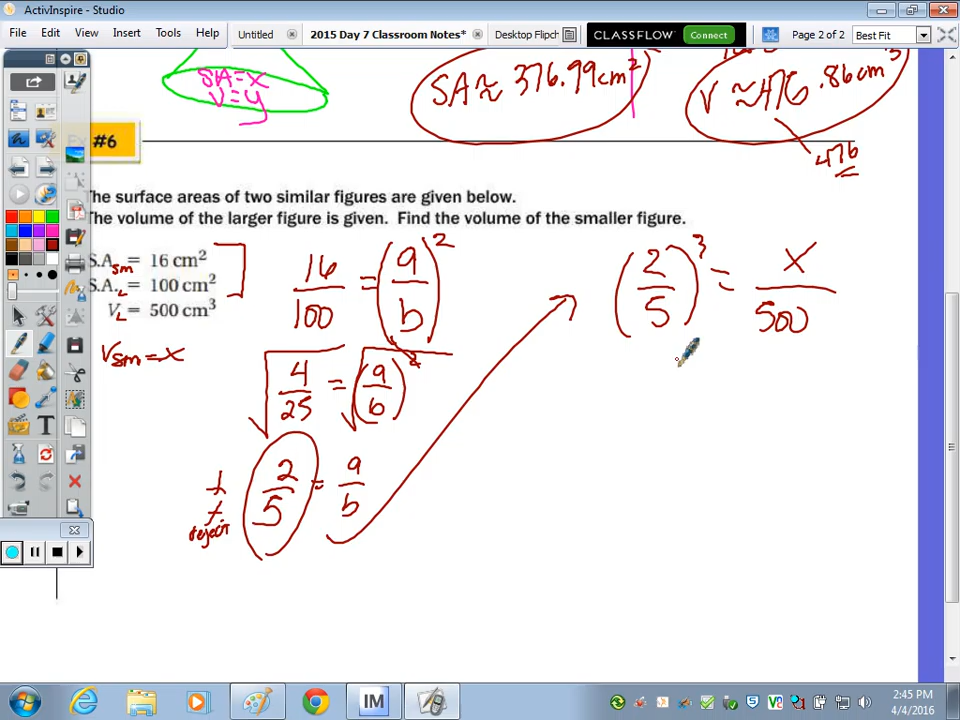 ActivInspire - Studio
File Edit View Insert Tools Help Untitled 2015 Day 7 Classroom Notes* Desktop Flipch CLASSFLOW Connect Page 2 of 2 Best Fit
SA=x
V=y
SA≈ 376.99cm²
V ≈476.86cm³
476
#6
The surface areas of two similar figures are given below.
The volume of the larger figure is given. Find the volume of the smaller figure.
S.A sm = 16 cm²
S.A. L = 100 cm²
V L = 500 cm³
Vsm = x
16/100 = (a/b)²
√4/25 = √(a/b)²
2/5 = a/b
+
reject
(2/5)³ = x/500
IM
2:45 PM
4/4/2016